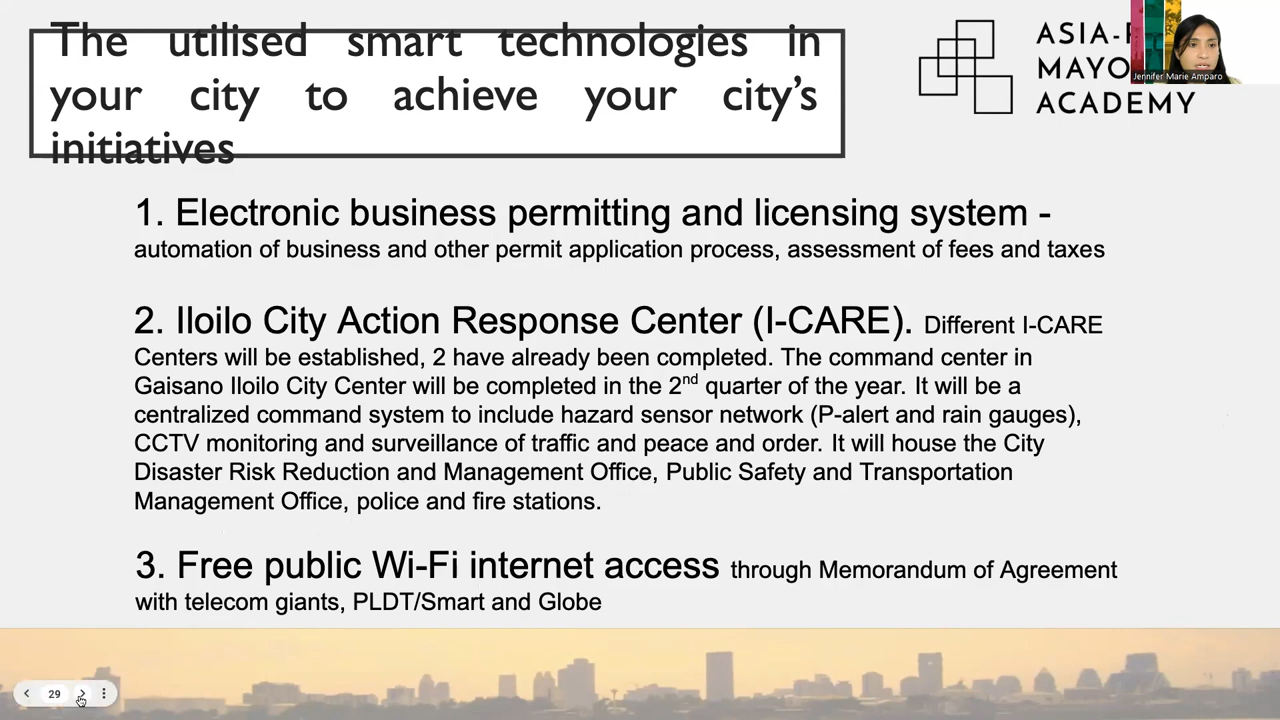 The utilised smart technologies in
your city to achieve your city's
initiatives
ASIA-P
MAYO
ACADEMY
Jennifer Marie Amparo
1. Electronic business permitting and licensing system -
automation of business and other permit application process, assessment of fees and taxes
2. Iloilo City Action Response Center (I-CARE). Different I-CARE
Centers will be established, 2 have already been completed. The command center in
Gaisano Iloilo City Center will be completed in the 2nd quarter of the year. It will be a
centralized command system to include hazard sensor network (P-alert and rain gauges),
CCTV monitoring and surveillance of traffic and peace and order. It will house the City
Disaster Risk Reduction and Management Office, Public Safety and Transportation
Management Office, police and fire stations.
3. Free public Wi-Fi internet access through Memorandum of Agreement
with telecom giants, PLDT/Smart and Globe
29